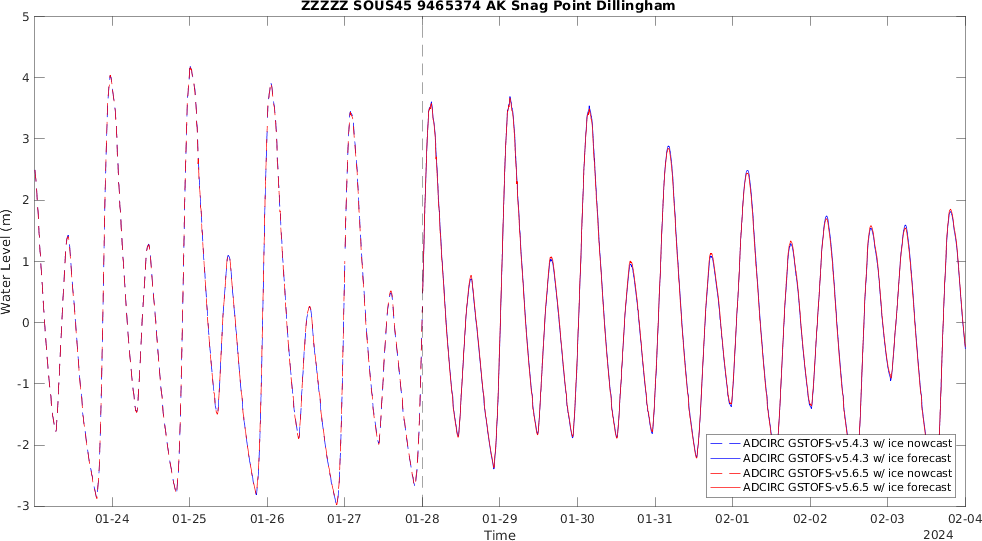 ZZZZZ SOUS45 9465374 AK Snag Point Dillingham
Water Level (m)
5
4
3
2
1
0
-1
-2
-3
ADCIRC GSTOFS-v5.4.3 w/ ice nowcast
ADCIRC GSTOFS-v5.4.3 w/ ice forecast
ADCIRC GSTOFS-v5.6.5 w/ ice nowcast
ADCIRC GSTOFS-v5.6.5 w/ ice forecast
01-24 01-25 01-26 01-27 01-28 01-29 01-30 01-31 02-01 02-02 02-03 02-04
Time
2024